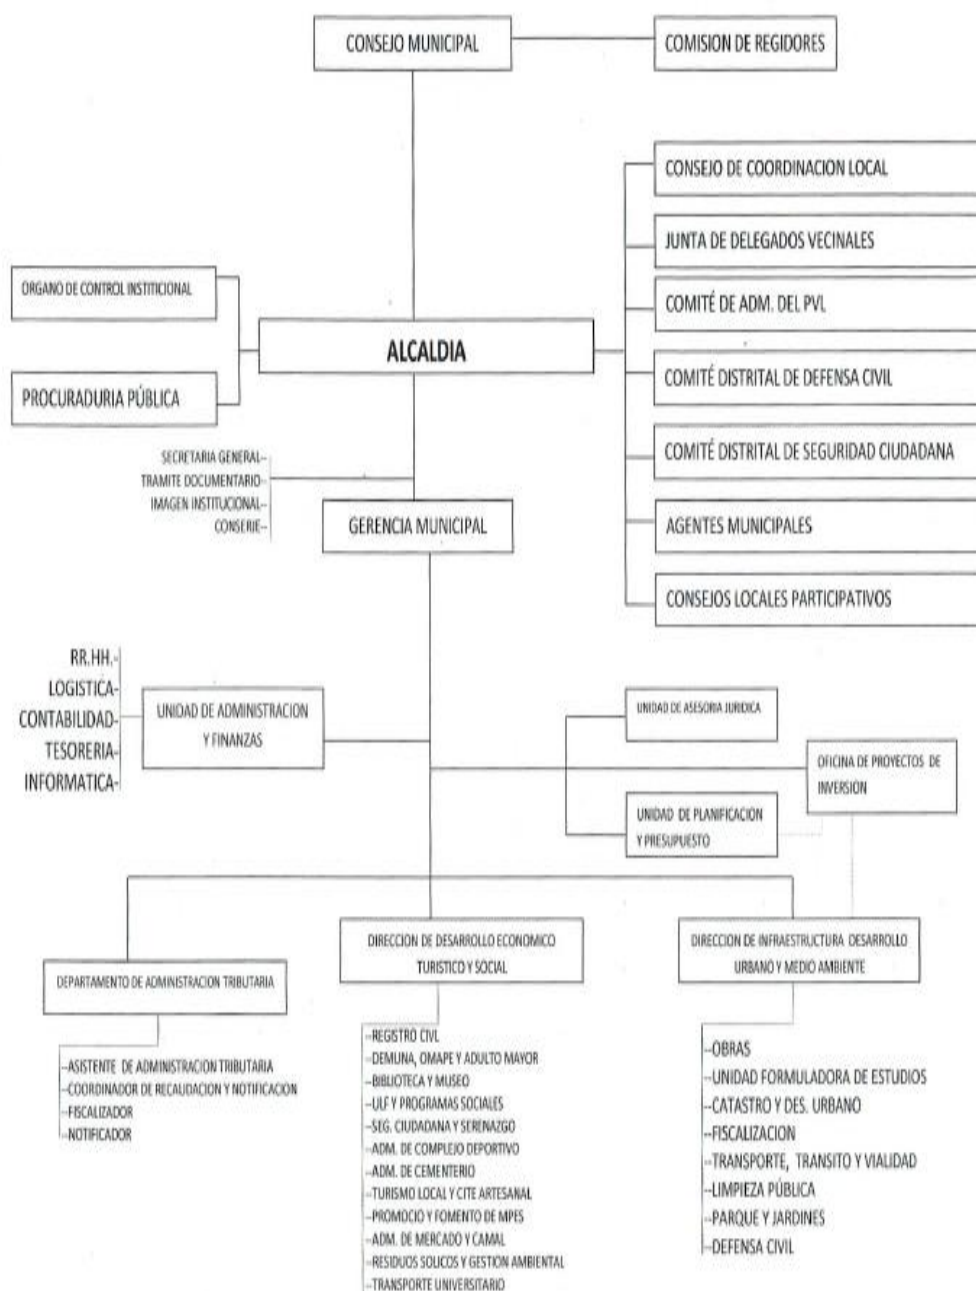 CONSEJO MUNICIPAL
COMISION DE REGIDORES
CONSEJO DE COORDINACION LOCAL
JUNTA DE DELEGADOS VECINALES
COMITÉ DE ADM. DEL PVL
COMITÉ DISTRITAL DE DEFENSA CIVIL
COMITÉ DISTRITAL DE SEGURIDAD CIUDADANA
AGENTES MUNICIPALES
CONSEJOS LOCALES PARTICIPATIVOS
ORGANO DE CONTROL INSTITICIONAL
PROCURADURIA PÚBLICA
ALCALDIA
SECRETARIA GENERAL--
TRAMITE DOCUMENTARIO--
IMAGEN INSTITUCIONAL--
CONSERJE--
GERENCIA MUNICIPAL
RR.HH.-
LOGISTICA-
CONTABILIDAD-
TESORERIA-
INFORMATICA-
UNIDAD DE ADMINISTRACION
Y FINANZAS
UNIDAD DE ASESORIA JURIDICA
OFICINA DE PROYECTOS DE
INVERSION
UNIDAD DE PLANIFICACION
Y PRESUPUESTO
DEPARTAMENTO DE ADMINISTRACION TRIBUTARIA
--ASISTENTE DE ADMINISTRACION TRIBUTARIA
--COORDINADOR DE RECAUDACION Y NOTIFICACION
--FISCALIZADOR
--NOTIFICADOR
DIRECCION DE DESARROLLO ECONOMICO
TURISTICO Y SOCIAL
--REGISTRO CIVL
--DEMUNA, OMAPE Y ADULTO MAYOR
--BIBLIOTECA Y MUSEO
--ULF Y PROGRAMAS SOCIALES
--SEG. CIUDADANA Y SERENAZGO
--ADM. DE COMPLEJO DEPORTIVO
--ADM. DE CEMENTERIO
--TURISMO LOCAL Y CITE ARTESANAL
--PROMOCIO Y FOMENTO DE MPES
--ADM. DE MERCADO Y CAMAL
--RESIDUOS SOLICOS Y GESTION AMBIENTAL
--TRANSPORTE UNIVERSITARIO
DIRECCION DE INFRAESTRUCTURA DESARROLLO
URBANO Y MEDIO AMBIENTE
--OBRAS
--UNIDAD FORMULADORA DE ESTUDIOS
--CATASTRO Y DES. URBANO
--FISCALIZACION
--TRANSPORTE, TRANSITO Y VIALIDAD
--LIMPIEZA PÚBLICA
--PARQUE Y JARDINES
--DEFENSA CIVIL